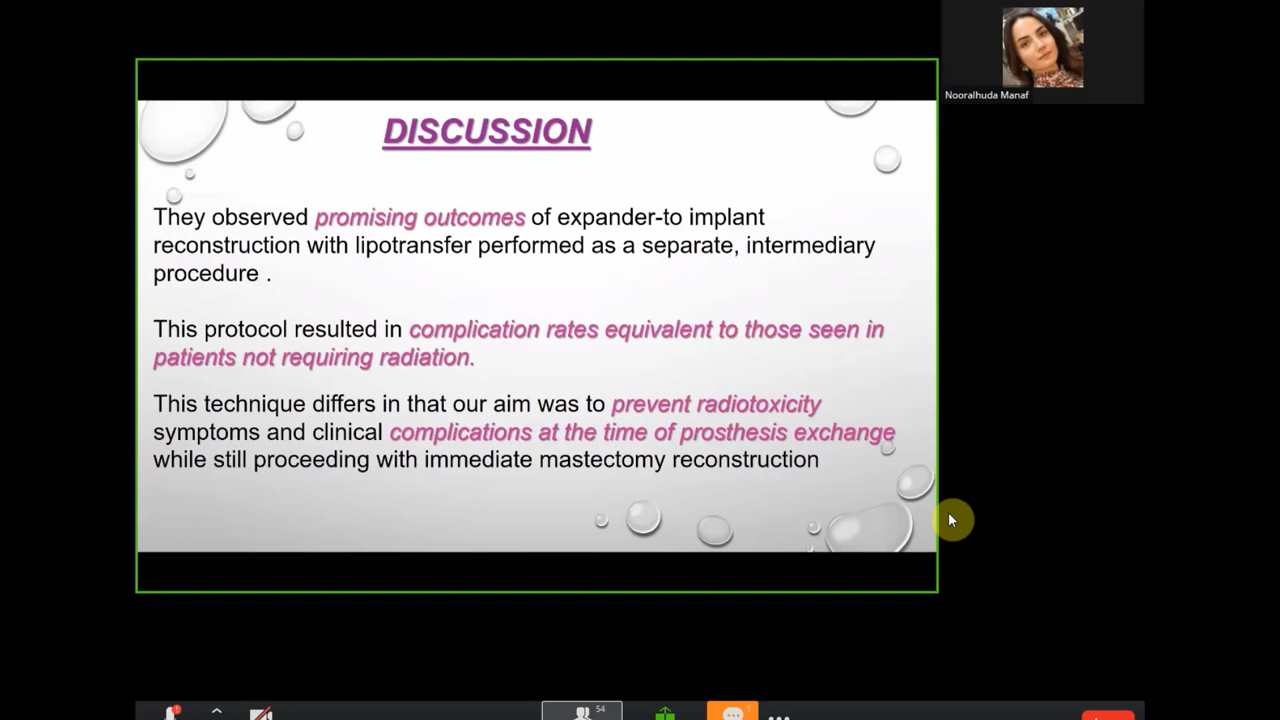 Nooralhuda Manaf
DISCUSSION
They observed promising outcomes of expander-to implant
reconstruction with lipotransfer performed as a separate, intermediary
procedure .
This protocol resulted in complication rates equivalent to those seen in
patients not requiring radiation.
This technique differs in that our aim was to prevent radiotoxicity
symptoms and clinical complications at the time of prosthesis exchange
while still proceeding with immediate mastectomy reconstruction
54
1